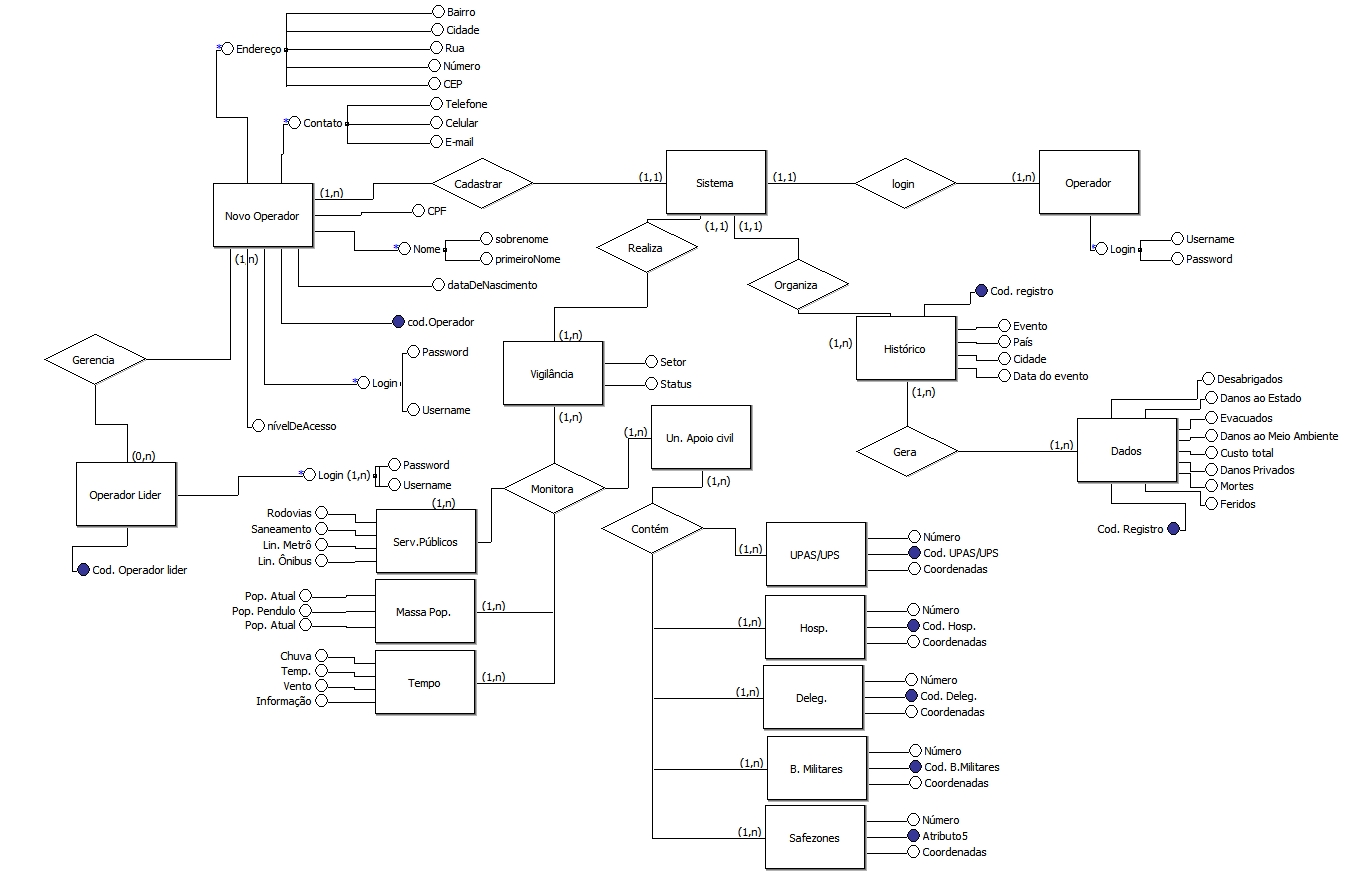 Bairro
Cidade
* Endereço
Rua
Número
CEP
Telefone
* Contato
Celular
E-mail
Novo Operador
(1,n)
Cadastrar
(1,1)
Sistema
(1,1)
login
(1,n)
Operador
CPF
* Nome
sobrenome
primeiroNome
(1,n)
dataDeNascimento
cod.Operador
Password
* Login
Username
nívelDeAcesso
Gerencia
(0,n)
Operador Lider
* Login (1,n)
Password
Username
Cod. Operador lider
* Login
Username
Password
(1,1)
(1,1)
Realiza
Organiza
(1,n)
Vigilância
Setor
Status
(1,n)
Cod. registro
(1,n)
Histórico
Evento
País
Cidade
Data do evento
(1,n)
Gera
(1,n)
Dados
Desabrigados
Danos ao Estado
Evacuados
Danos ao Meio Ambiente
Custo total
Danos Privados
Mortes
Feridos
Cod. Registro
Monitora
(1,n)
Un. Apoio civil
(1,n)
Contém
(1,n)
Rodovias
Saneamento
Lin. Metrô
Lin. Ônibus
Serv.Públicos
Pop. Atual
Pop. Pendulo
Pop. Atual
Massa Pop.
(1,n)
Chuva
Temp.
Vento
Informação
Tempo
(1,n)
(1,n)
UPAS/UPS
Número
Cod. UPAS/UPS
Coordenadas
(1,n)
Hosp.
Número
Cod. Hosp.
Coordenadas
(1,n)
Deleg.
Número
Cod. Deleg.
Coordenadas
(1,n)
B. Militares
Número
Cod. B.Militares
Coordenadas
(1,n)
Safezones
Número
Atributo5
Coordenadas